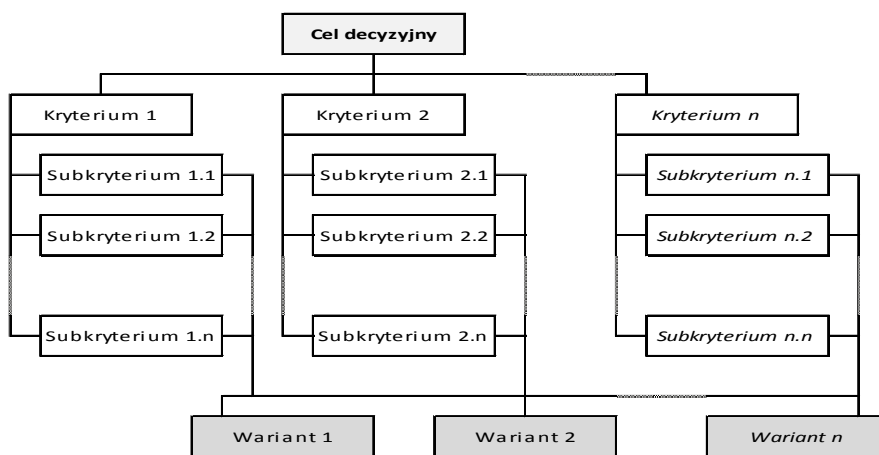 Cel decyzyjny
Kryterium 1
Kryterium 2
Kryterium n
Subkryterium 1.1
Subkryterium 2.1
Subkryterium n.1
Subkryterium 1.2
Subkryterium 2.2
Subkryterium n.2
Subkryterium 1.n
Subkryterium 2.n
Subkryterium n.n
Wariant 1
Wariant 2
Wariant n